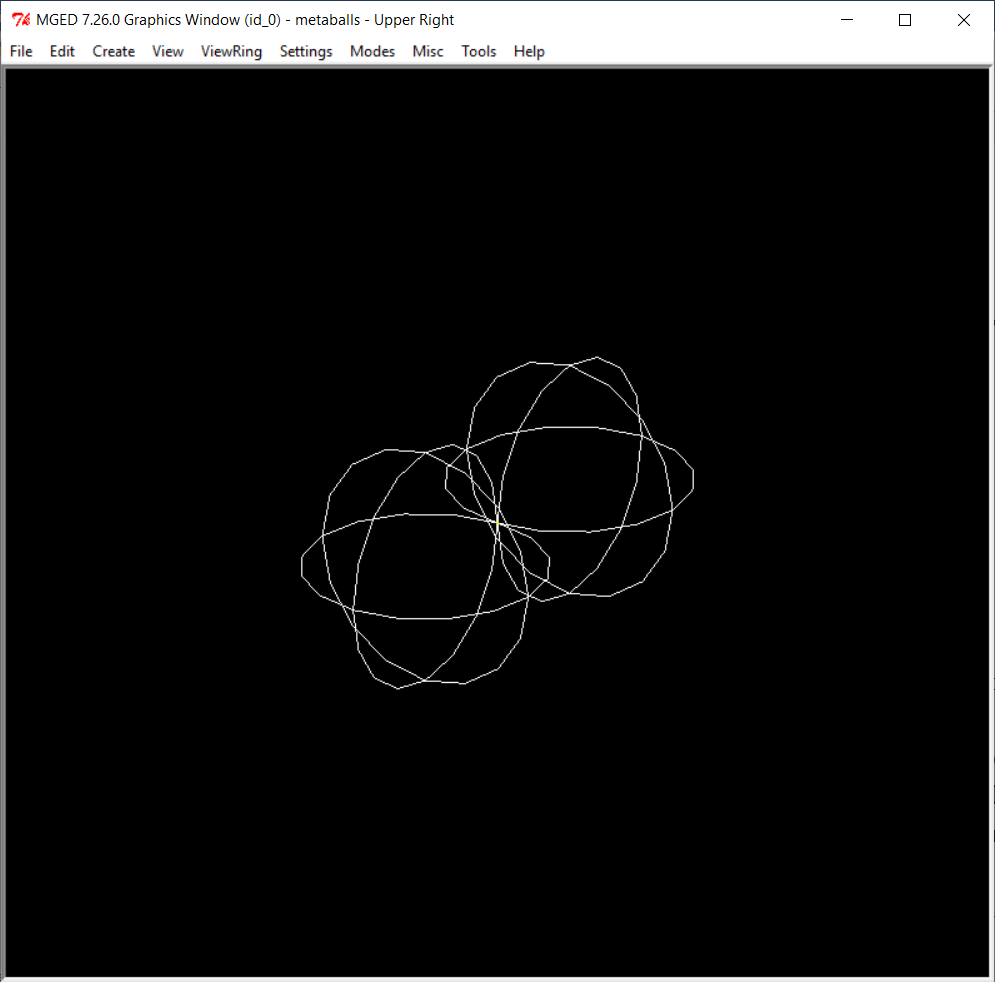 MGED 7.26.0 Graphics Window (id_0) - metaballs - Upper Right
File Edit Create View ViewRing Settings Modes Misc Tools Help